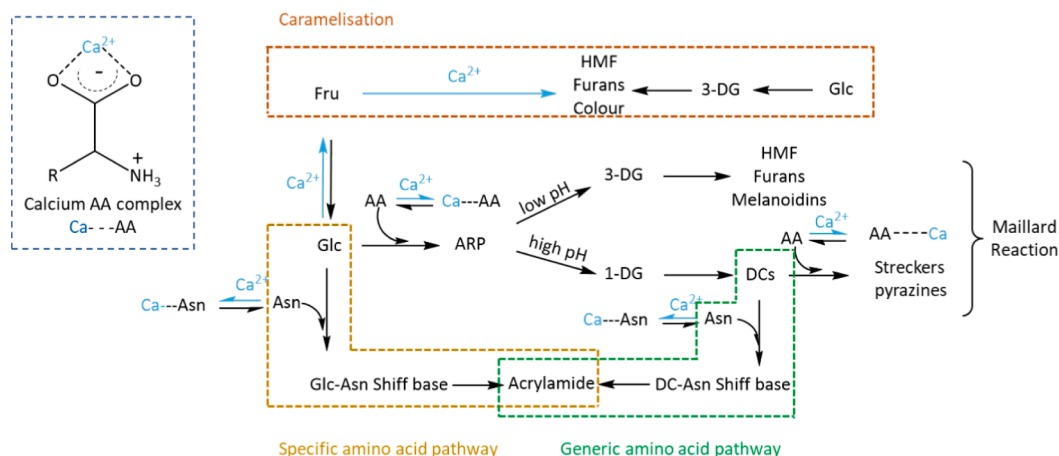 Caramelisation
Ca2+
O - O
R NH3 +
Calcium AA complex
Ca- - -AA
Fru Ca2+ HMF 3-DG Glc
Furans
Colour
Ca2+
AA Ca2+ Ca---AA
low pH
3-DG
HMF
Furans
Melanoidins
Glc ARP
high pH
1-DG DCs
AA Ca2+ AA----Ca
Streckers
pyrazines
Maillard
Reaction
Ca---Asn Ca2+ Asn
Ca---Asn Ca2+ Asn
Glc-Asn Shiff base Acrylamide DC-Asn Shiff base
Specific amino acid pathway Generic amino acid pathway